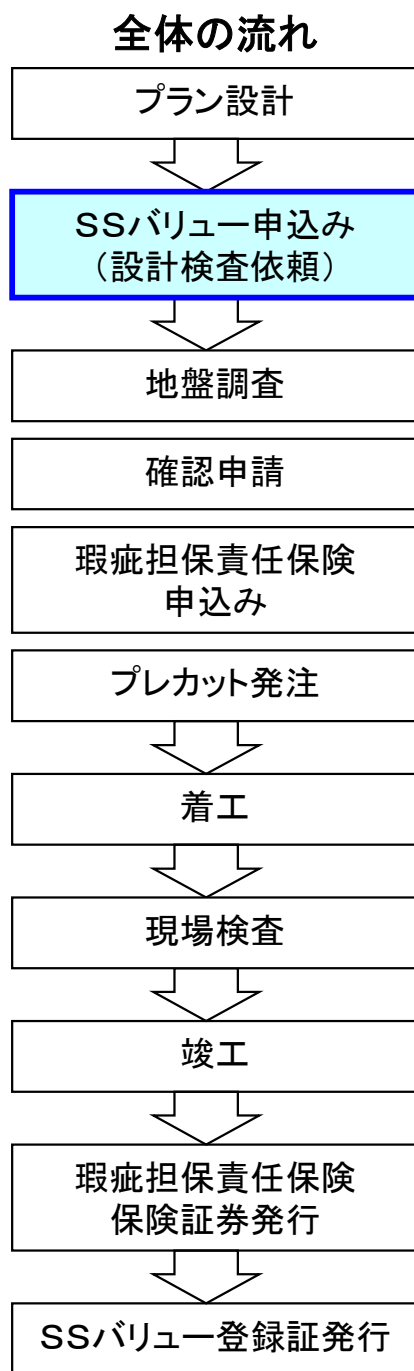 全体の流れ
プラン設計
ＳＳバリュー申込み
（設計検査依頼）
地盤調査
確認申請
瑕疵担保責任保険
申込み
プレカット発注
着工
現場検査
竣工
瑕疵担保責任保険
保険証券発行
ＳＳバリュー登録証発行